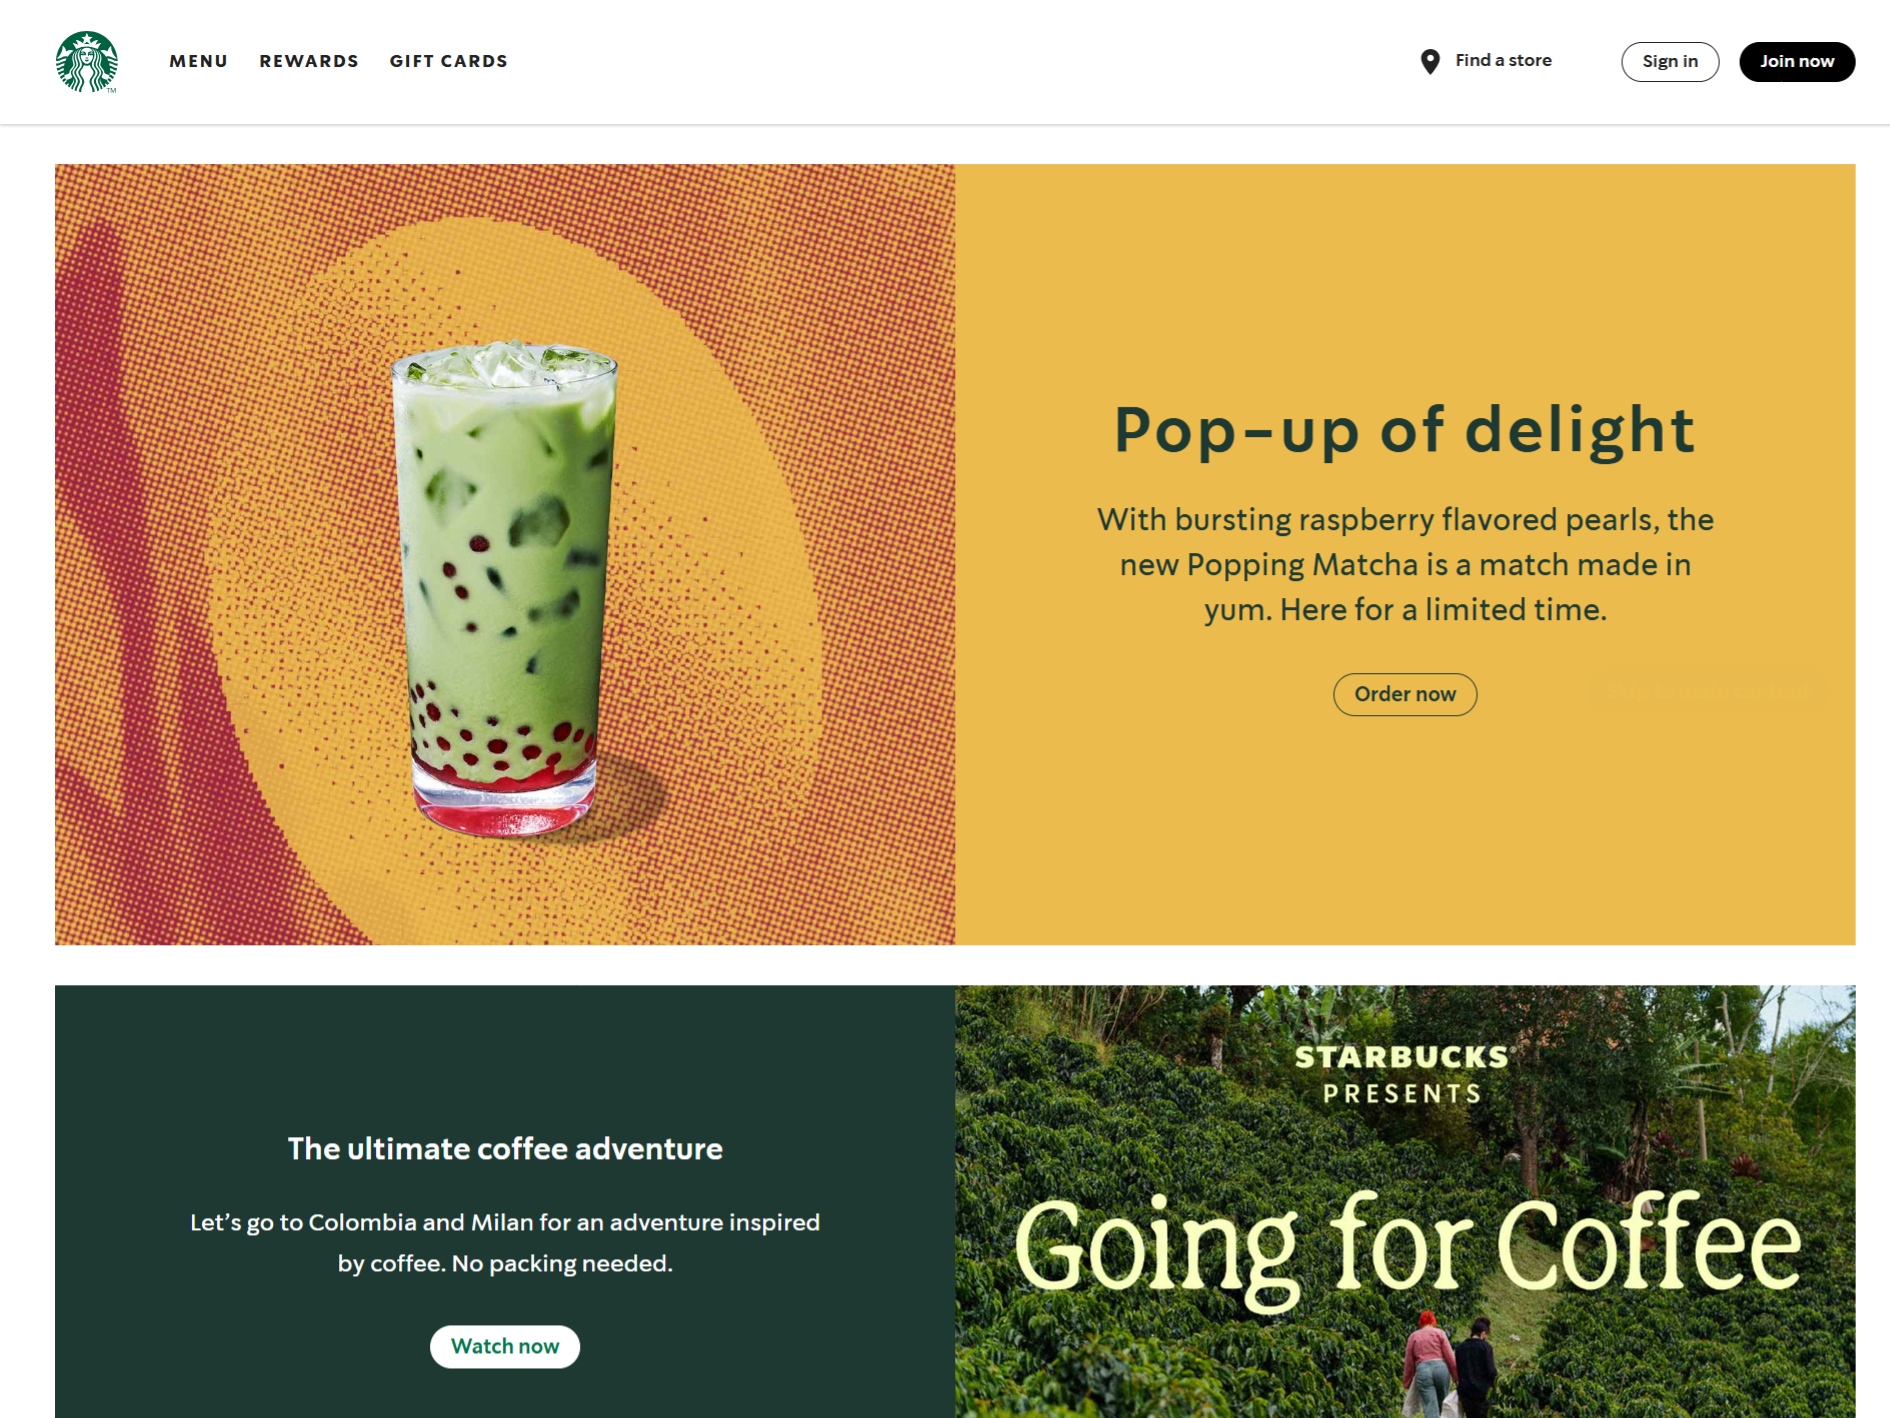 MENU REWARDS GIFT CARDS Find a store Sign in Join now
TM
Pop-up of delight
With bursting raspberry flavored pearls, the
new Popping Matcha is a match made in
yum. Here for a limited time.
Order now
The ultimate coffee adventure
Let’s go to Colombia and Milan for an adventure inspired
by coffee. No packing needed.
Watch now
STARBUCKS®
PRESENTS
Going for Coffee